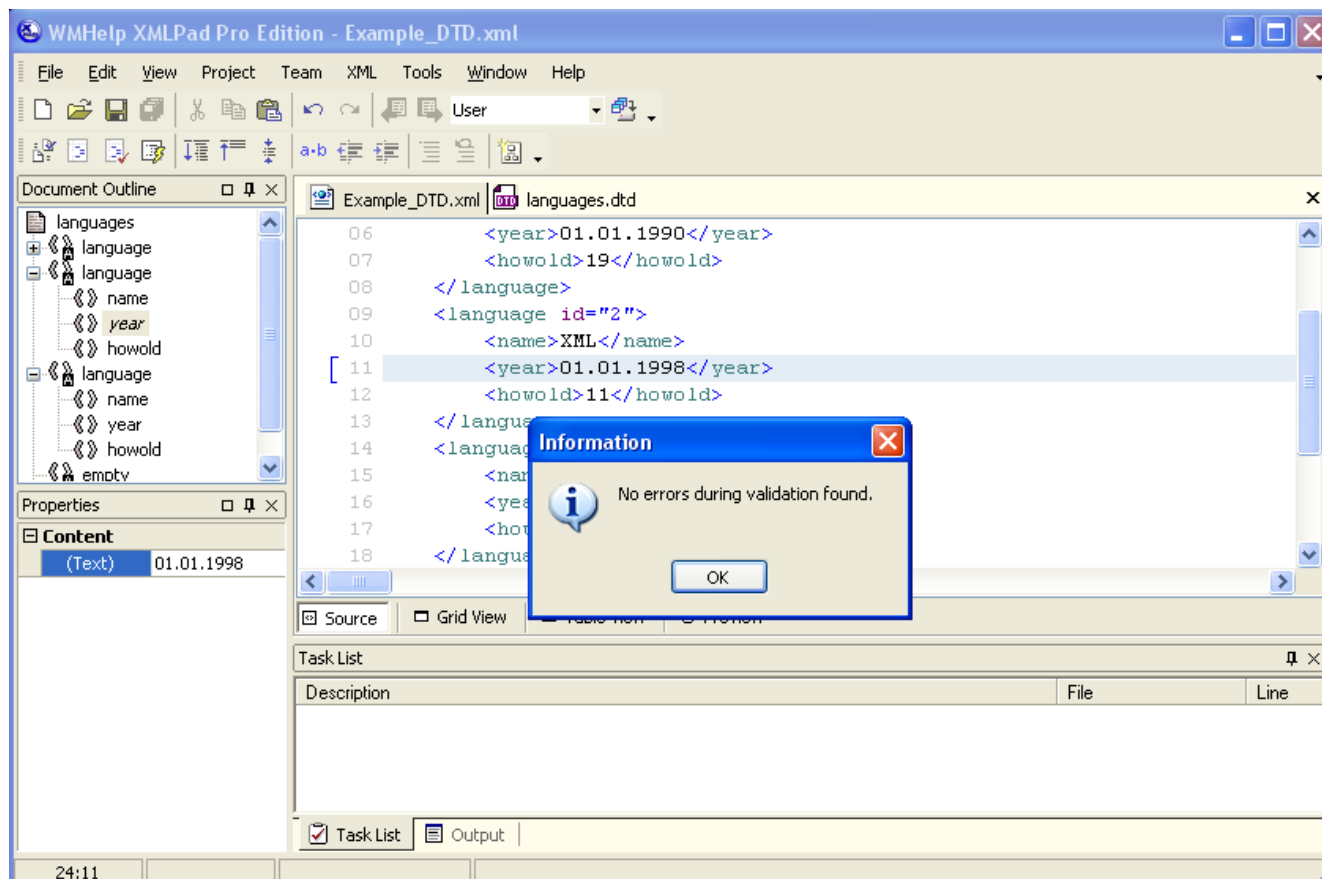 WMHelp XMLPad Pro Edition - Example_DTD.xml
File Edit View Project Team XML Tools Window Help
User
a·b
Document Outline
languages
language
language
name
year
howold
language
name
year
howold
empty
Properties
Content
(Text) 01.01.1998
Example_DTD.xml languages.dtd
06 <year>01.01.1990</year>
07 <howold>19</howold>
08 </language>
09 <language id="2">
10 <name>XML</name>
11 <year>01.01.1998</year>
12 <howold>11</howold>
13 </langua
14 <languag
15 <nam
16 <yea
17 <how
18 </langua
Information
No errors during validation found.
OK
Source Grid View
Task List
Description File Line
Task List Output
24:11